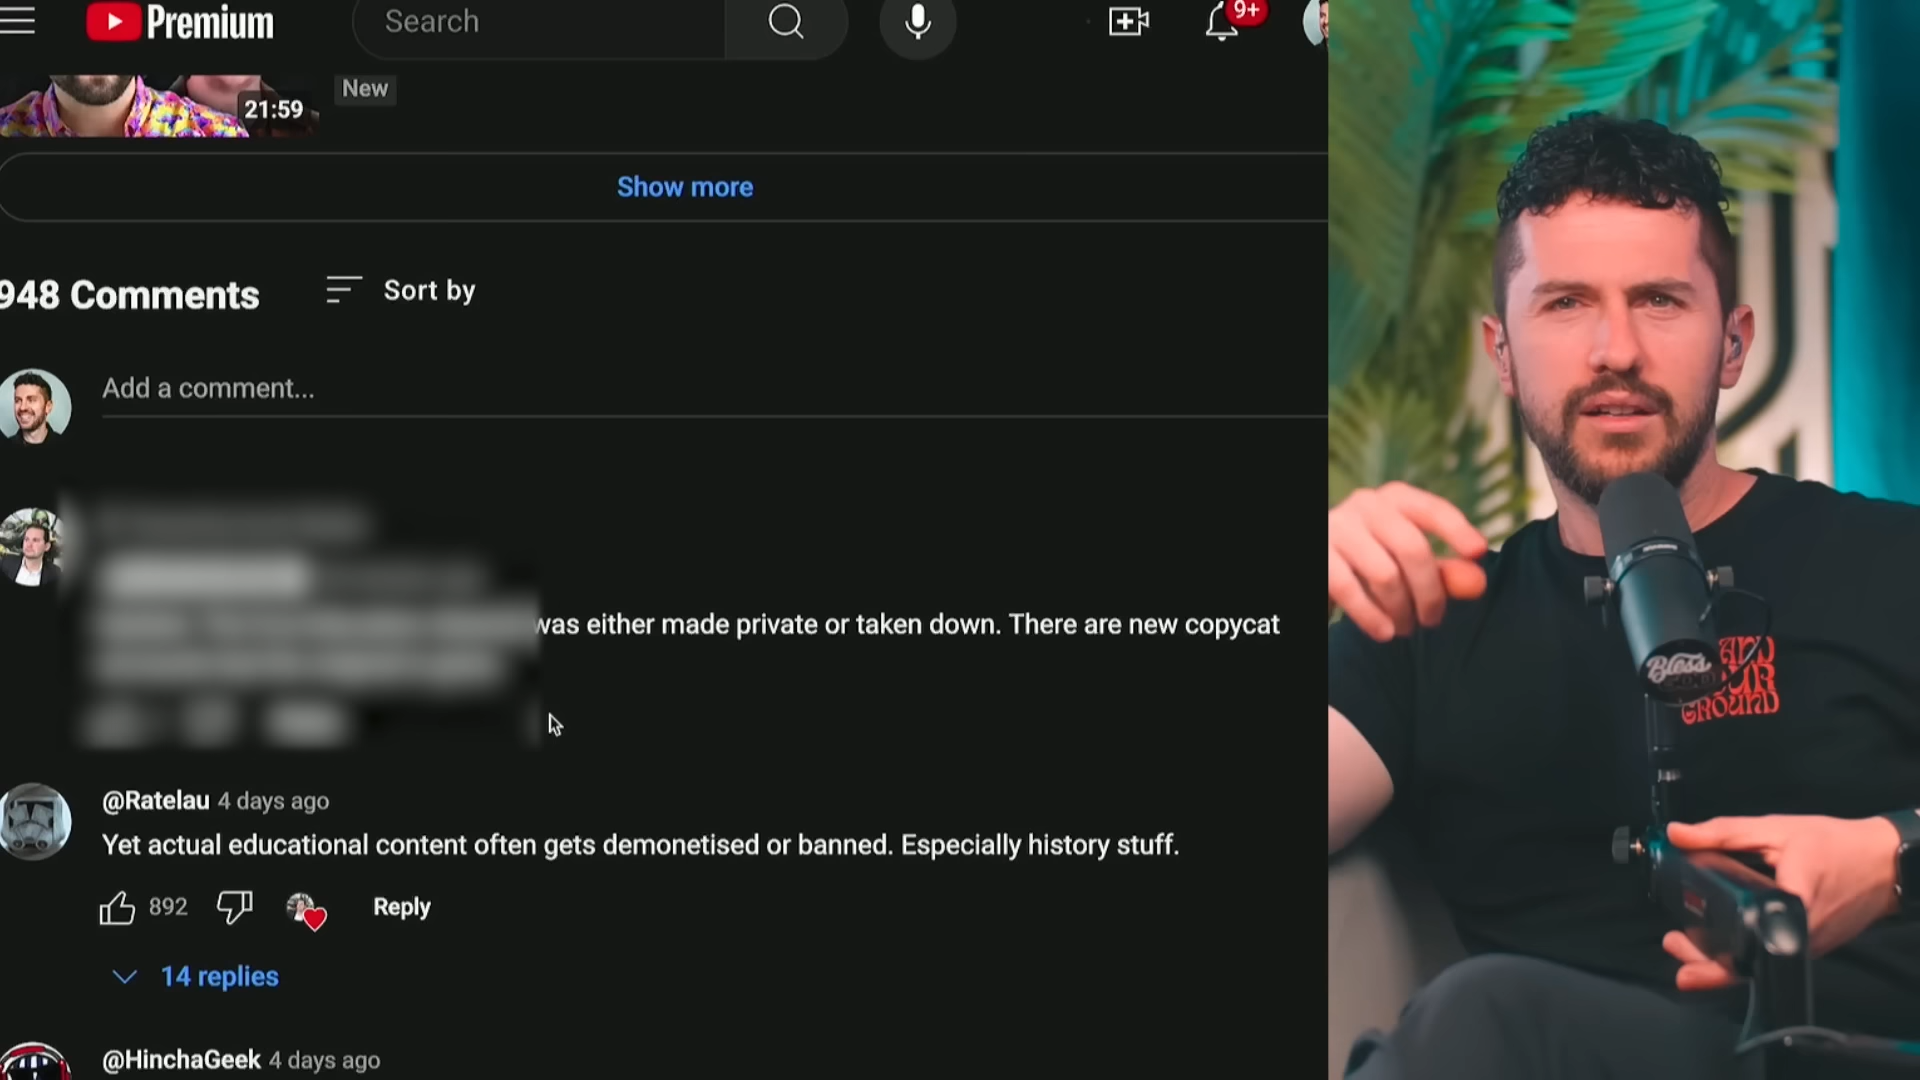 Premium
Search
9+
21:59
New
Show more
948 Comments
Sort by
Add a comment...
was either made private or taken down. There are new copycat
@Ratelau 4 days ago
Yet actual educational content often gets demonetised or banned. Especially history stuff.
892
Reply
14 replies
@HinchaGeek 4 days ago
Bless
GROUND